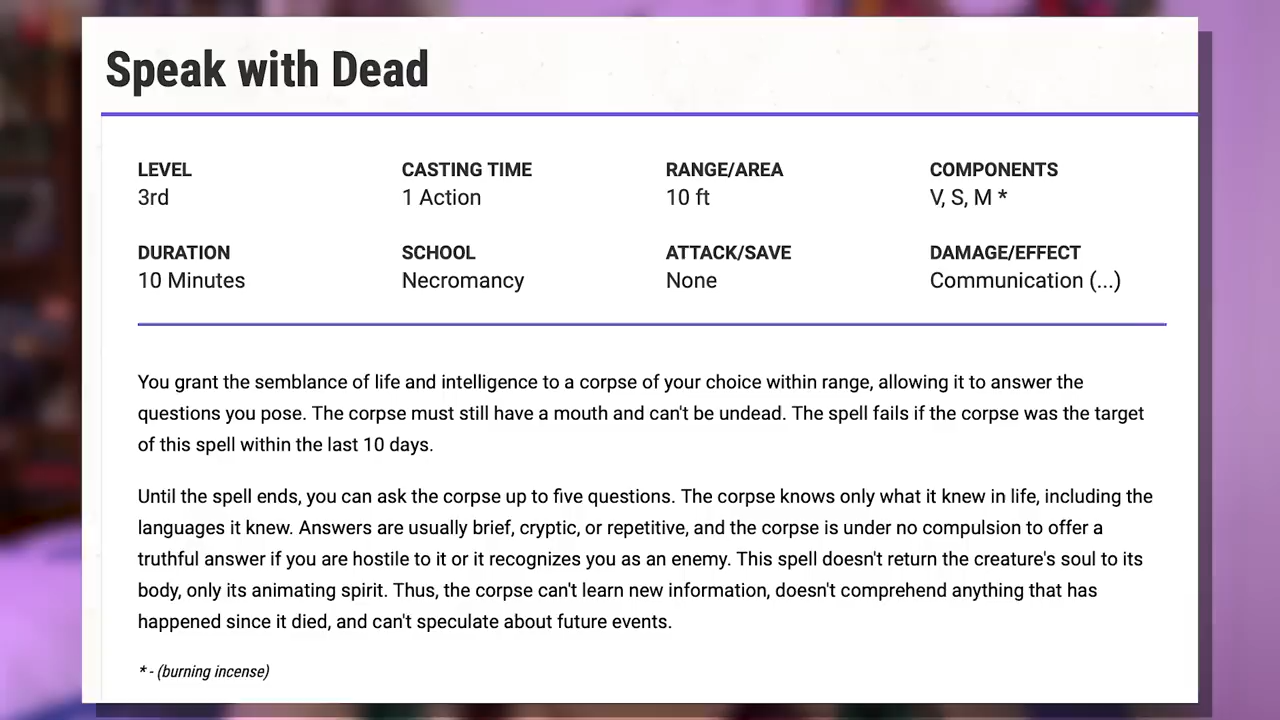 Speak with Dead
LEVEL
3rd
CASTING TIME
1 Action
RANGE/AREA
10 ft
COMPONENTS
V, S, M *
DURATION
10 Minutes
SCHOOL
Necromancy
ATTACK/SAVE
None
DAMAGE/EFFECT
Communication (...)
You grant the semblance of life and intelligence to a corpse of your choice within range, allowing it to answer the
questions you pose. The corpse must still have a mouth and can't be undead. The spell fails if the corpse was the target
of this spell within the last 10 days.
Until the spell ends, you can ask the corpse up to five questions. The corpse knows only what it knew in life, including the
languages it knew. Answers are usually brief, cryptic, or repetitive, and the corpse is under no compulsion to offer a
truthful answer if you are hostile to it or it recognizes you as an enemy. This spell doesn't return the creature's soul to its
body, only its animating spirit. Thus, the corpse can't learn new information, doesn't comprehend anything that has
happened since it died, and can't speculate about future events.
* - (burning incense)